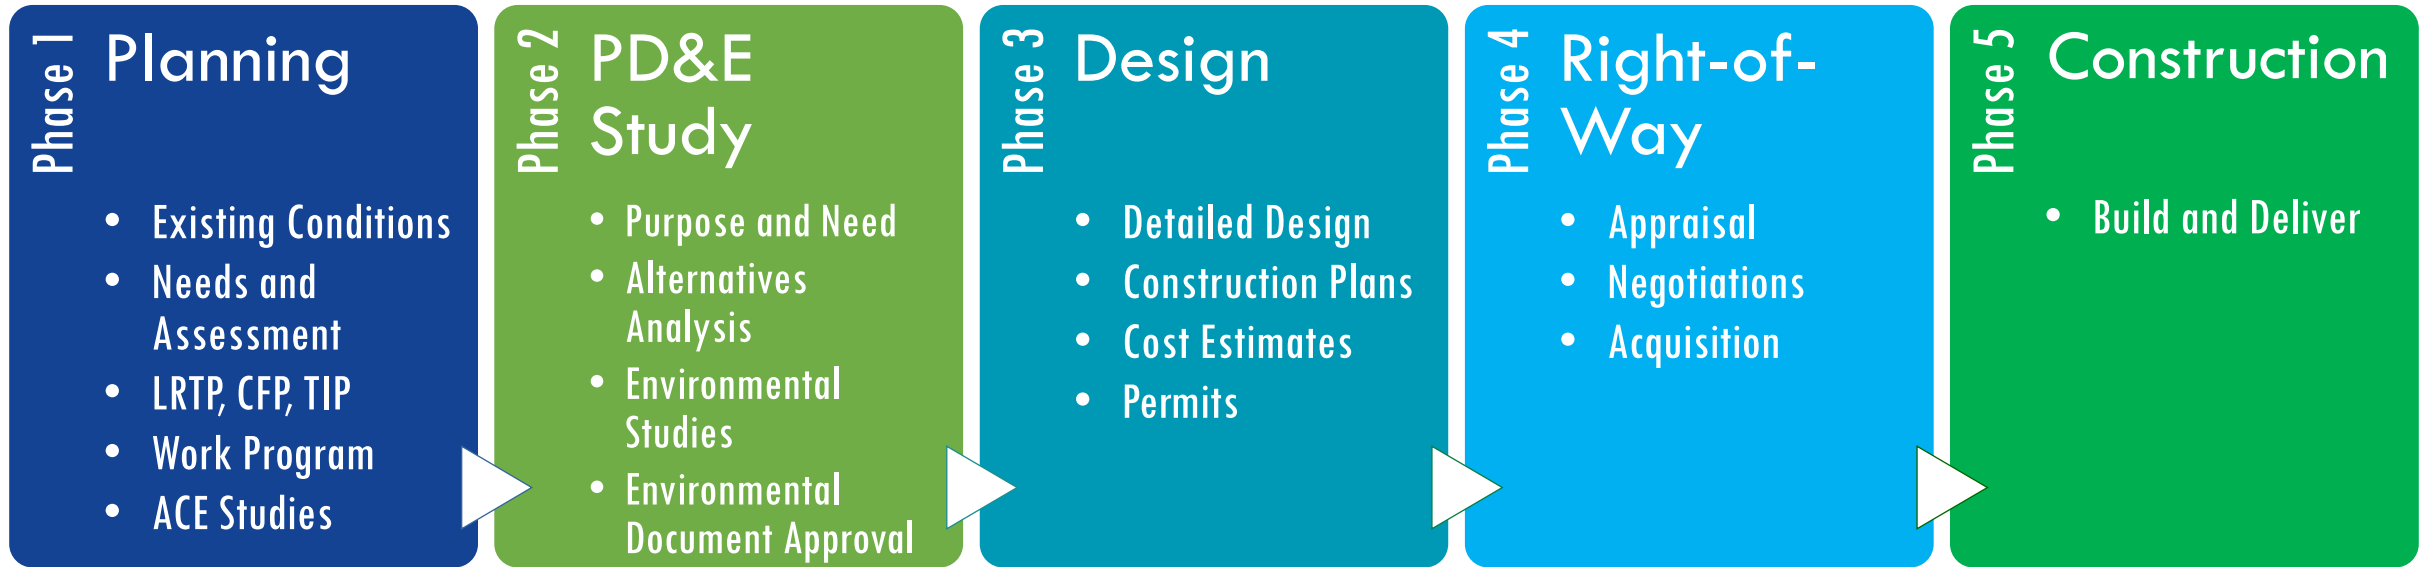 Phase 1
Planning
• Existing Conditions
• Needs and
Assessment
• LRTP, CFP, TIP
• Work Program
• ACE Studies
Phase 2
PD&E
Study
• Purpose and Need
• Alternatives
Analysis
• Environmental
Studies
• Environmental
Document Approval
Phase 3
Design
• Detailed Design
• Construction Plans
• Cost Estimates
• Permits
Phase 4
Right-of-
Way
• Appraisal
• Negotiations
• Acquisition
Phase 5
Construction
• Build and Deliver